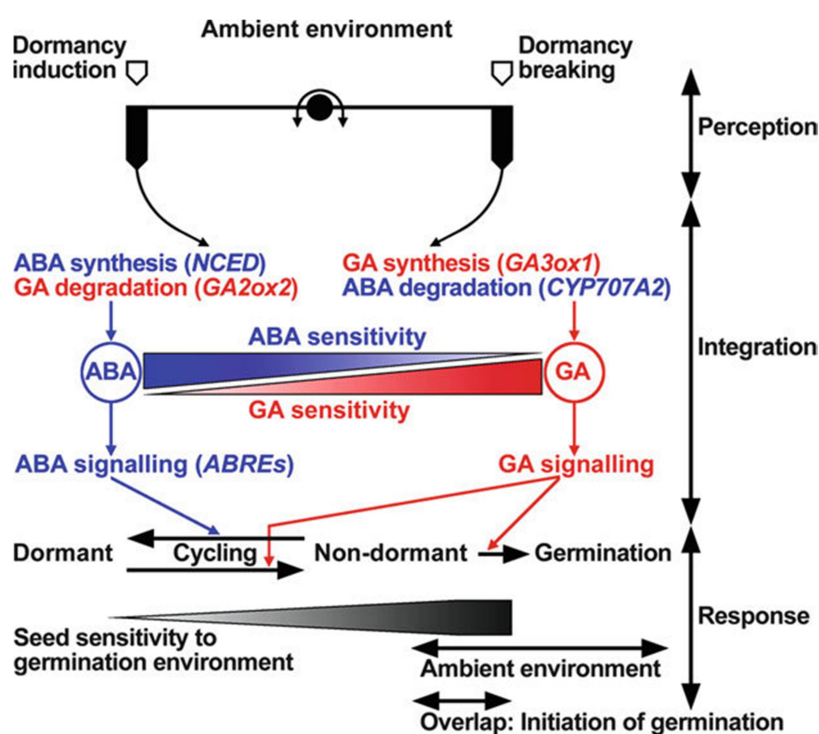 Ambient environment
Dormancy
induction
Dormancy
breaking
Perception
ABA synthesis (NCED)
GA degradation (GA2ox2)
GA synthesis (GA3ox1)
ABA degradation (CYP707A2)
ABA sensitivity
Integration
ABA
GA
GA sensitivity
ABA signalling (ABREs)
GA signalling
Dormant
Cycling
Non-dormant
Germination
Response
Seed sensitivity to
germination environment
Ambient environment
Overlap: Initiation of germination